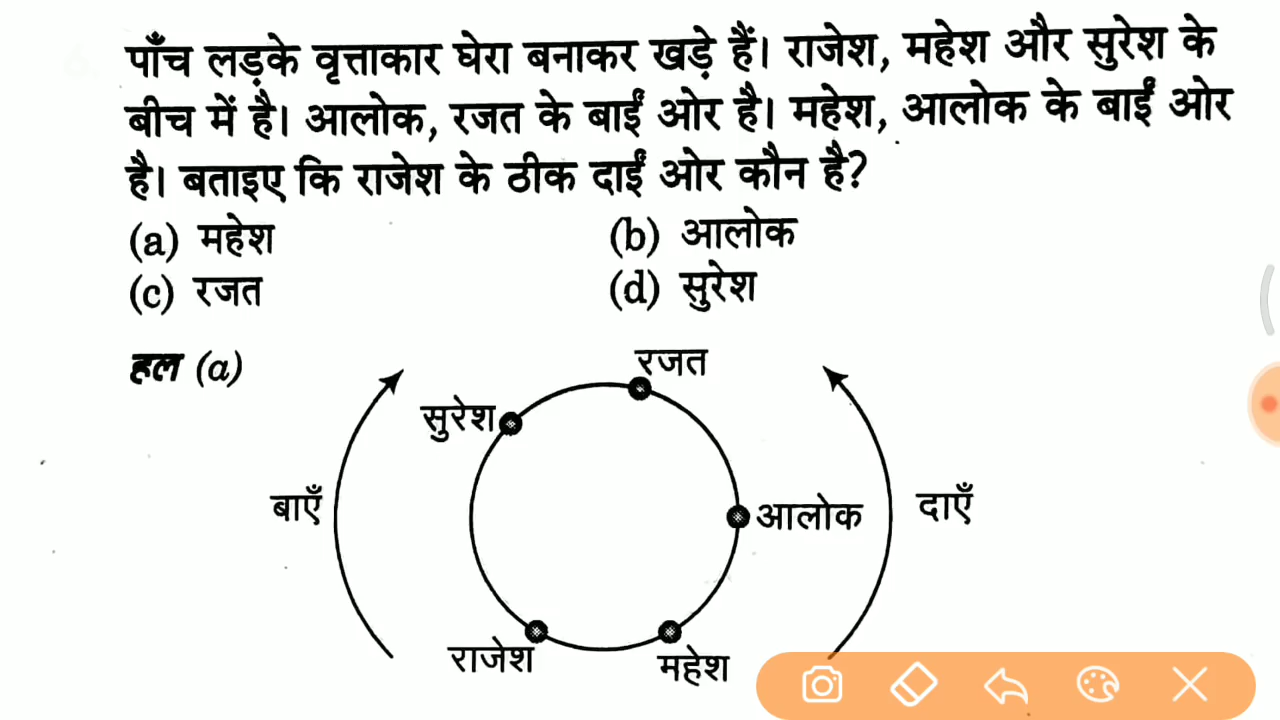 पाँच लड़के वृत्ताकार घेरा बनाकर खड़े हैं। राजेश, महेश और सुरेश के
बीच में है। आलोक, रजत के बाईं ओर है। महेश, आलोक के बाईं ओर
है। बताइए कि राजेश के ठीक दाईं ओर कौन है?
(a) महेश (b) आलोक
(c) रजत (d) सुरेश
हल (a)
रजत
सुरेश
बाएँ
आलोक
दाएँ
राजेश
महेश